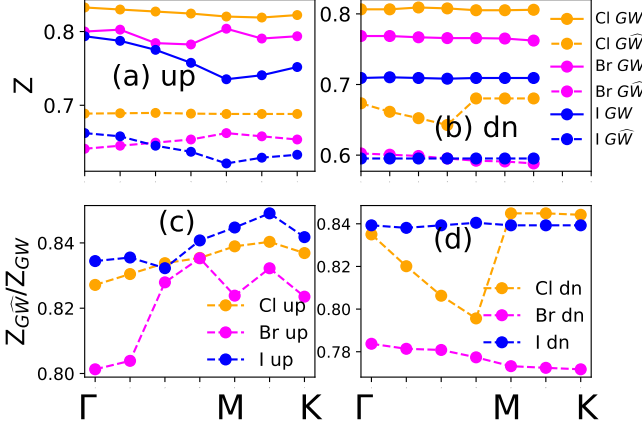 0.8
0.7
Z
(a) up
0.8
0.7
0.6
(b) dn
Cl GW
Cl GŴ
Br GW
Br GŴ
I GW
I GŴ
0.84
0.82
0.80
Z_GŴ/Z_GW
(c)
Cl up
Br up
I up
Γ M K
0.84
0.82
0.80
0.78
(d)
Cl dn
Br dn
I dn
Γ M K